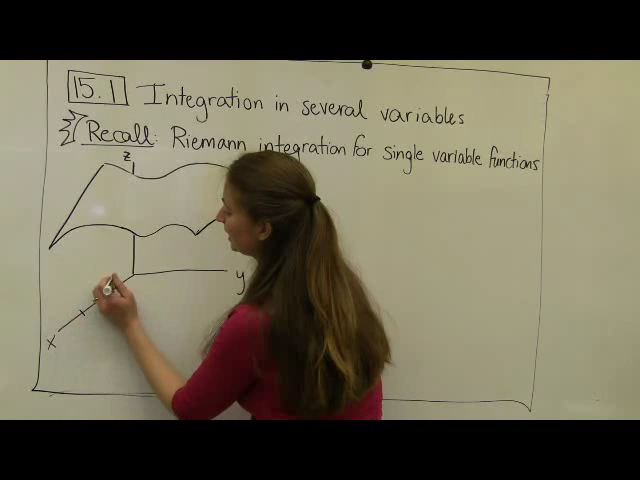 15.1 Integration in several variables
Recall: Riemann integration for single variable functions
z
y
x